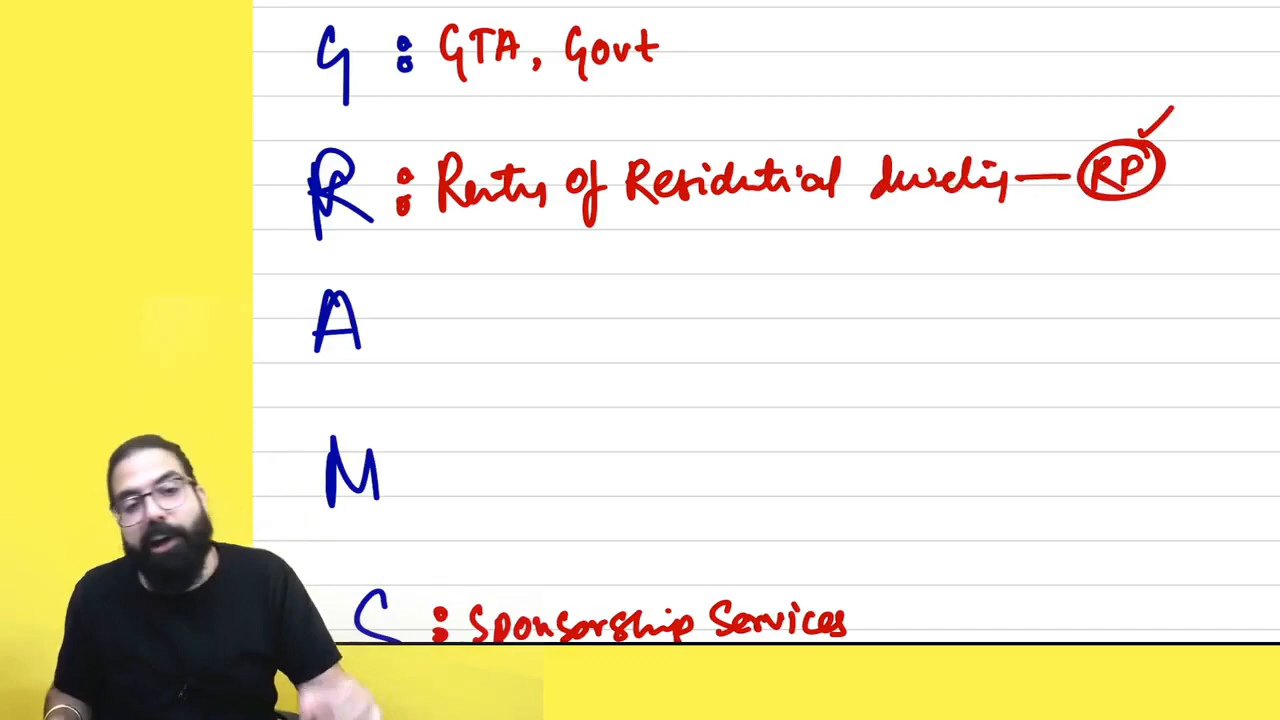 G : GTA, Govt
R : Renting of Residential dwelling — RP ✓
A
M
S : Sponsorship Services